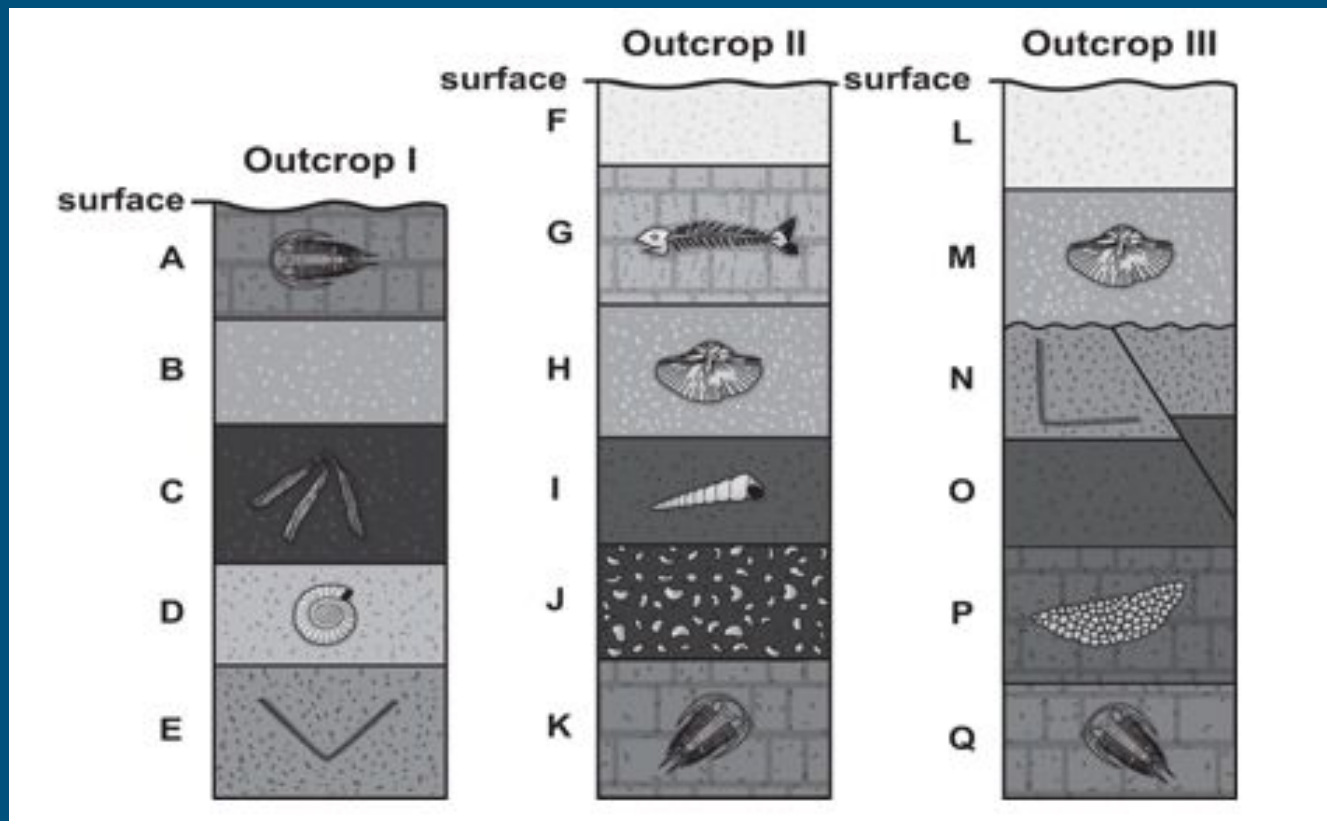 Outcrop I
surface
A
B
C
D
E
Outcrop II
surface
F
G
H
I
J
K
Outcrop III
surface
L
M
N
O
P
Q